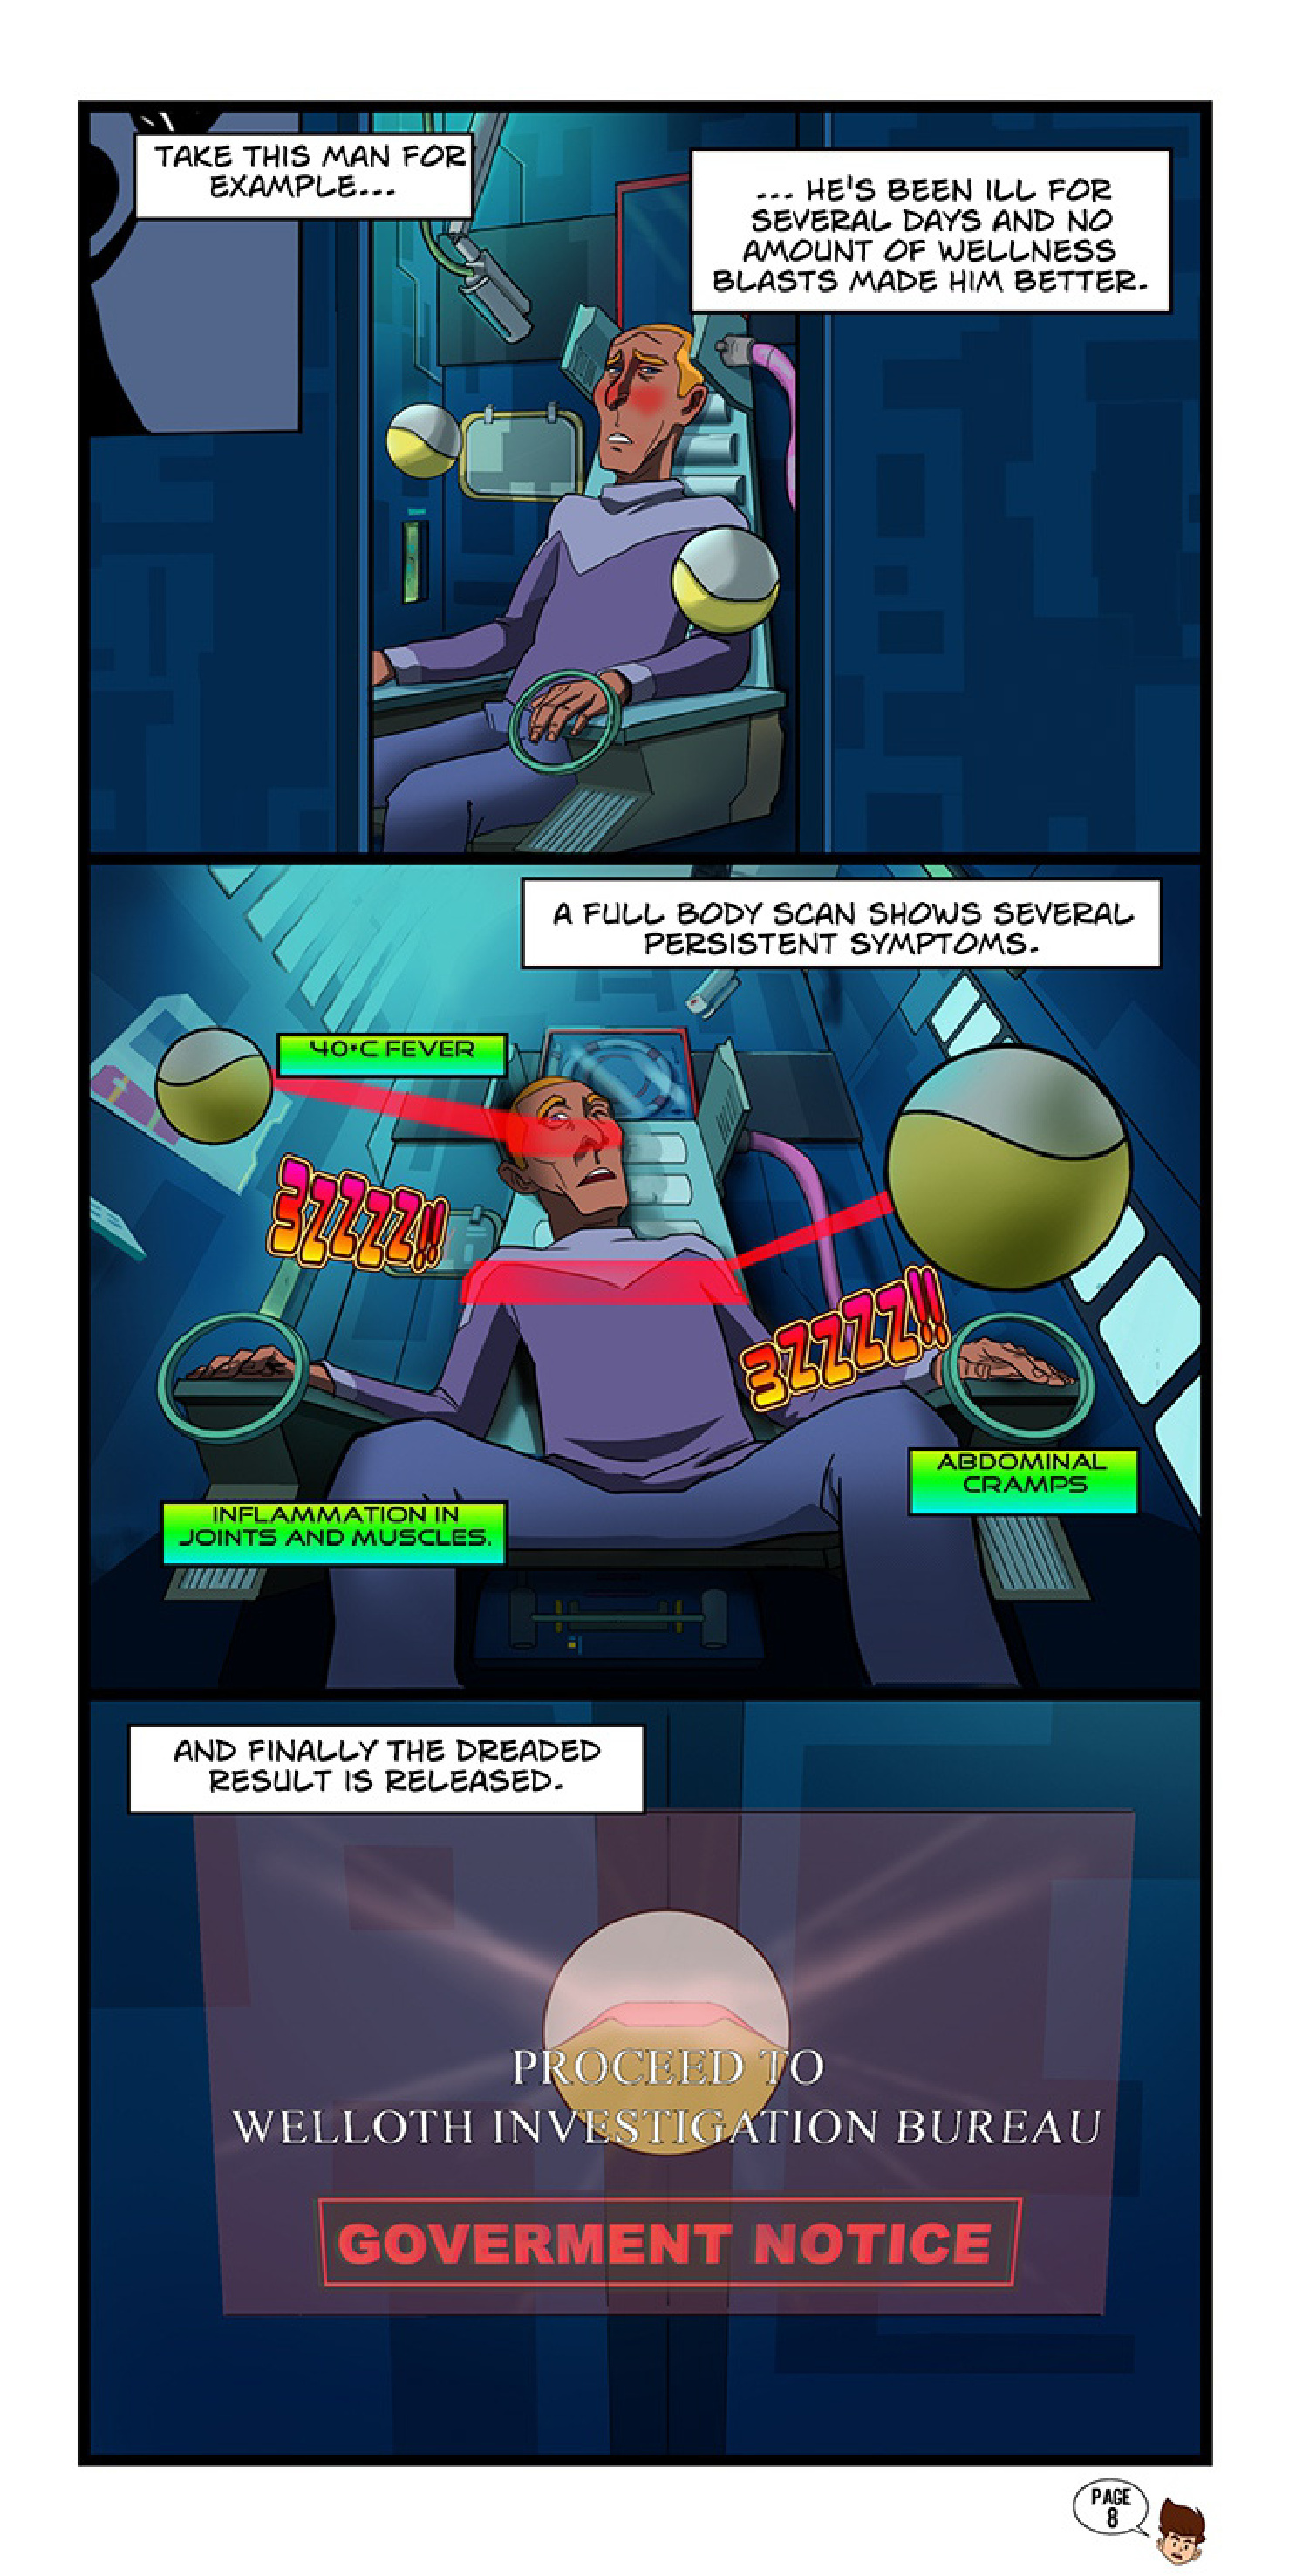 TAKE THIS MAN FOR
EXAMPLE...
... HE'S BEEN ILL FOR
SEVERAL DAYS AND NO
AMOUNT OF WELLNESS
BLASTS MADE HIM BETTER.
A FULL BODY SCAN SHOWS SEVERAL
PERSISTENT SYMPTOMS.
40°C FEVER
3ZZZZ!!
3ZZZZ!!
ABDOMINAL
CRAMPS
INFLAMMATION IN
JOINTS AND MUSCLES.
AND FINALLY THE DREADED
RESULT IS RELEASED.
PROCEED TO
WELLOTH INVESTIGATION BUREAU
GOVERMENT NOTICE
PAGE
8